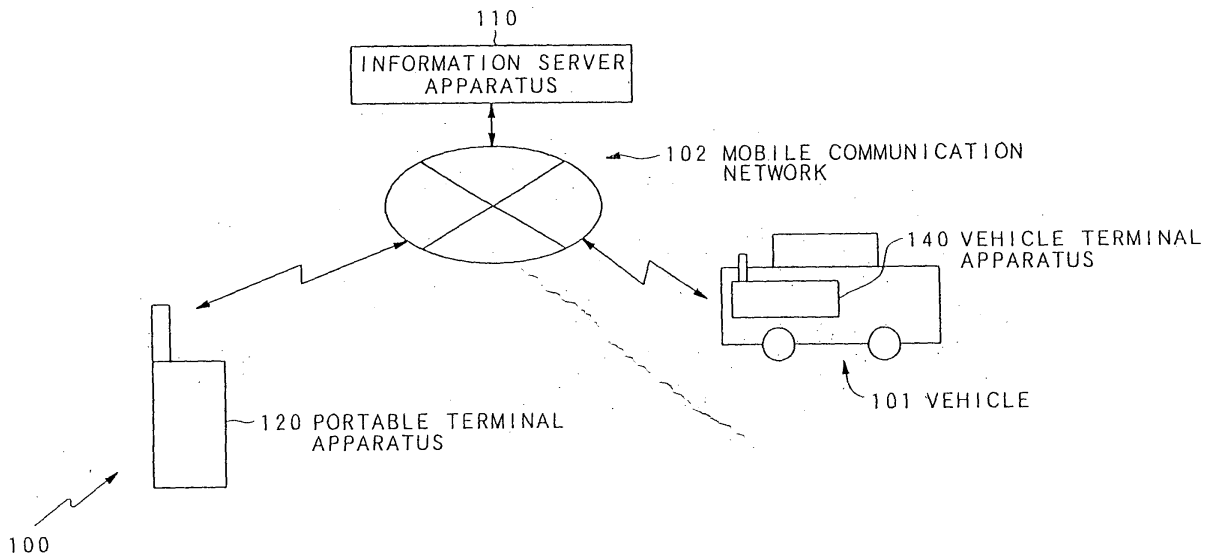 110
INFORMATION SERVER
APPARATUS
102 MOBILE COMMUNICATION
NETWORK
140 VEHICLE TERMINAL
APPARATUS
101 VEHICLE
120 PORTABLE TERMINAL
APPARATUS
100